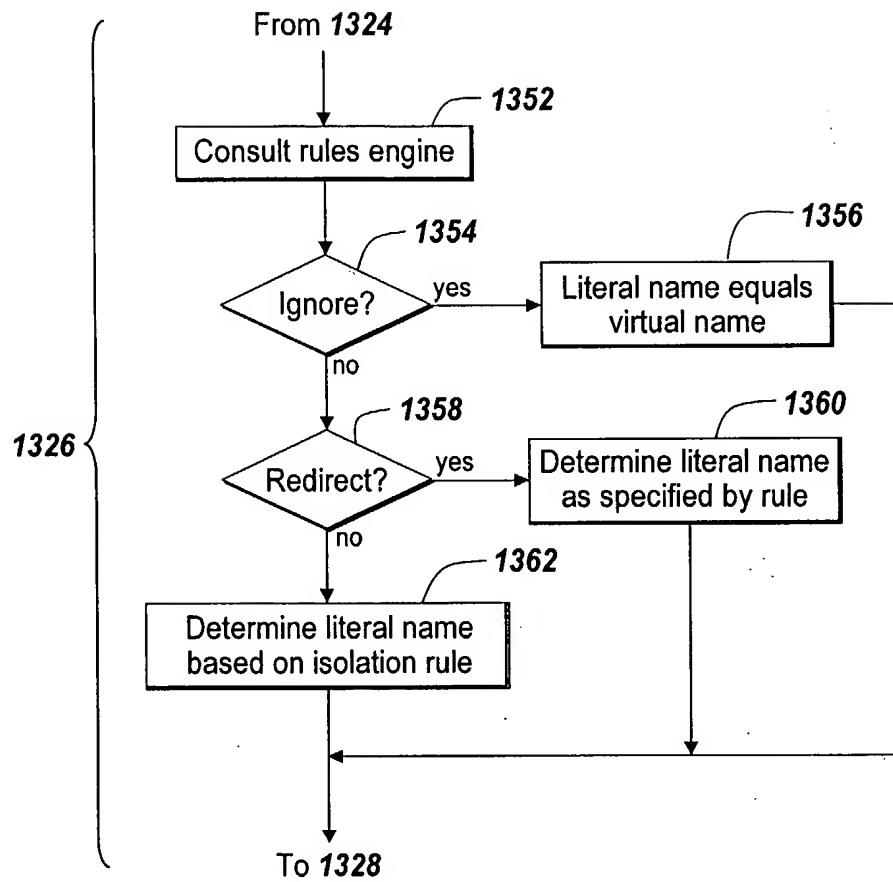 From 1324
1352
Consult rules engine
1354
1356
Ignore?
yes
Literal name equals
virtual name
no
1358
1360
1326
Redirect?
yes
Determine literal name
as specified by rule
no
1362
Determine literal name
based on isolation rule
To 1328